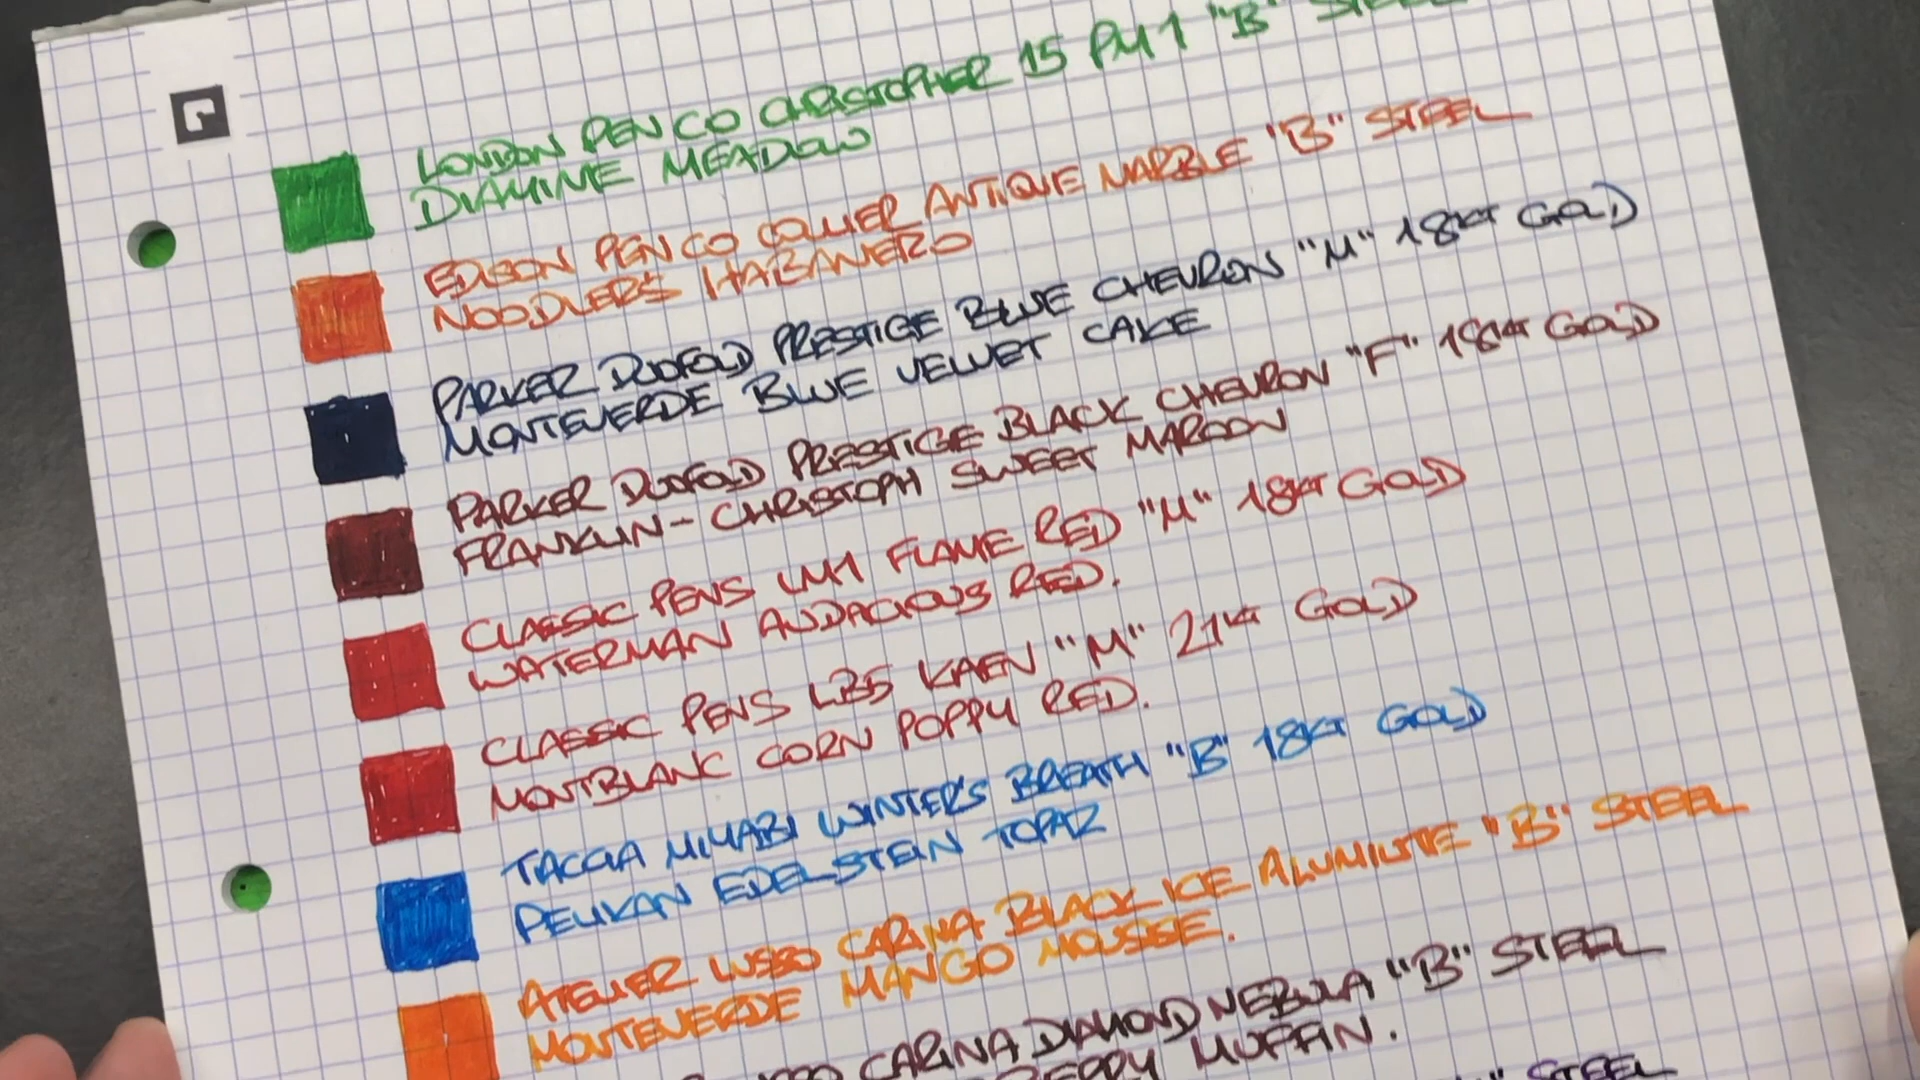 LONDON PEN CO CHRISTOPHER 15 PM1 "B" STEEL
DIAMINE MEADOW
EDISON PEN CO COLLIER ANTIQUE MARBLE "B" STEEL
NOODLER'S HABANERO
PARKER DUOFOLD PRESTIGE BLUE CHEVRON "M" 18KT GOLD
MONTEVERDE BLUE VELVET CAKE
PARKER DUOFOLD PRESTIGE BLACK CHEVRON "F" 18KT GOLD
FRANKLIN-CHRISTOPH SWEET MAROON
CLASSIC PENS LM1 FLAME RED "M" 18KT GOLD
WATERMAN AUDACIOUS RED.
CLASSIC PENS LB5 KAEN "M" 21KT GOLD
MONTBLANC CORN POPPY RED.
TACCIA MIYABI WINTER'S BREATH "B" 18KT GOLD
PELIKAN EDELSTEIN TOPAZ
ATELIER LUSSO CARINA BLACK ICE ALUMILITE "B" STEEL
MONTEVERDE MANGO MOUSSE.
CARINA DIAMOND NEBULA "B" STEEL
MUFFIN.
STEEL